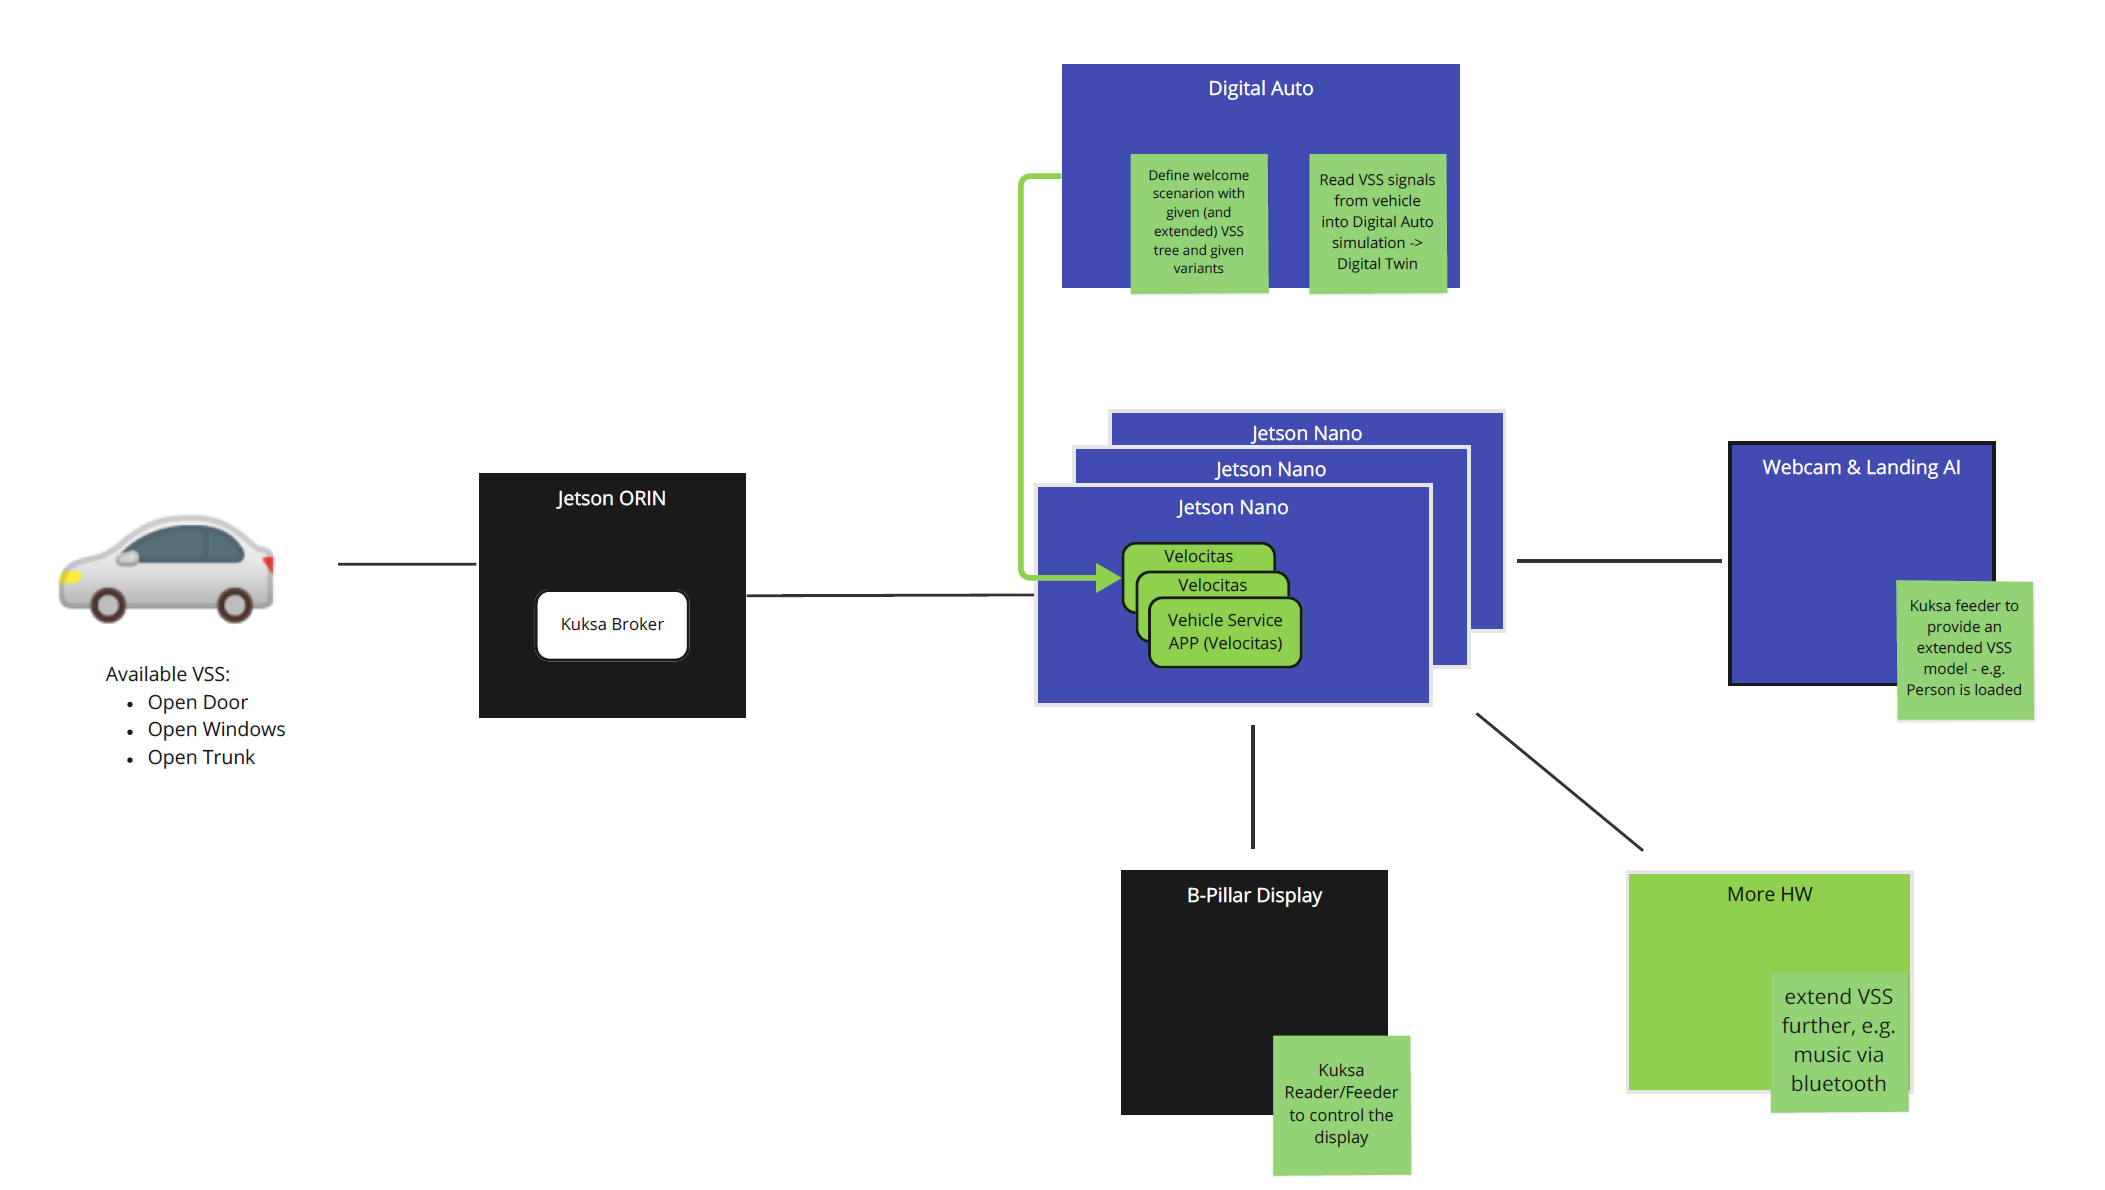 Digital Auto
Define welcome
scenarion with
given (and
extended) VSS
tree and given
variants
Read VSS signals
from vehicle
into Digital Auto
simulation ->
Digital Twin
Jetson Nano
Jetson Nano
Jetson Nano
Velocitas
Velocitas
Vehicle Service
APP (Velocitas)
Jetson ORIN
Kuksa Broker
Available VSS:
• Open Door
• Open Windows
• Open Trunk
Webcam & Landing AI
Kuksa feeder to
provide an
extended VSS
model - e.g.
Person is loaded
B-Pillar Display
Kuksa
Reader/Feeder
to control the
display
More HW
extend VSS
further, e.g.
music via
bluetooth